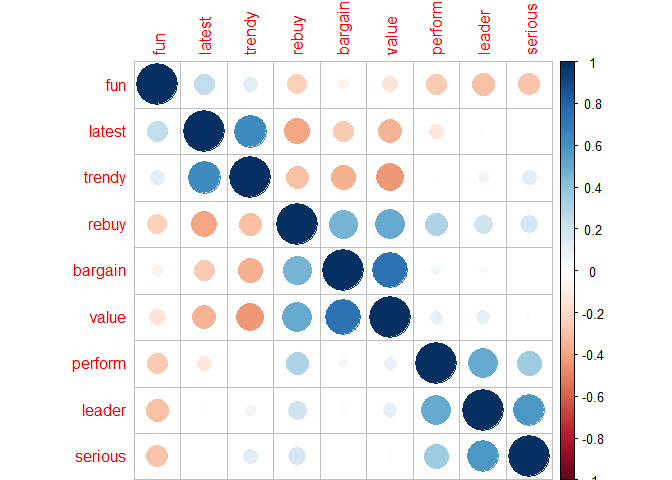 fun
latest
trendy
rebuy
bargain
value
perform
leader
serious
fun
latest
trendy
rebuy
bargain
value
perform
leader
serious
1
0.8
0.6
0.4
0.2
0
-0.2
-0.4
-0.6
-0.8
-1